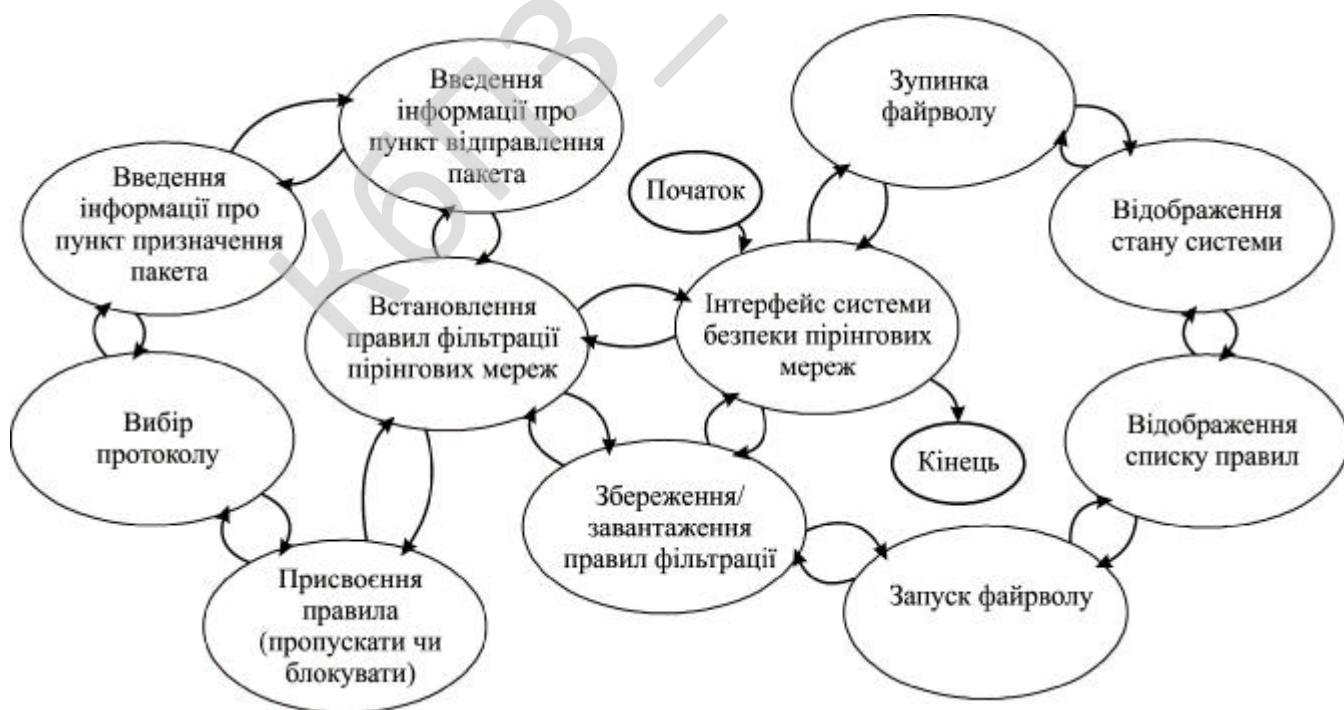 КбПЗ_
Введення
інформації про
пункт відправлення
пакета
Зупинка
файрволу
Введення
інформації про
пункт призначення
пакета
Початок
Відображення
стану системи
Встановлення
правил фільтрації
пірінгових мереж
Інтерфейс системи
безпеки пірінгових
мереж
Вибір
протоколу
Відображення
списку правил
Кінець
Збереження/
завантаження
правил фільтрації
Присвоєння
правила
(пропускати чи
блокувати)
Запуск файрволу